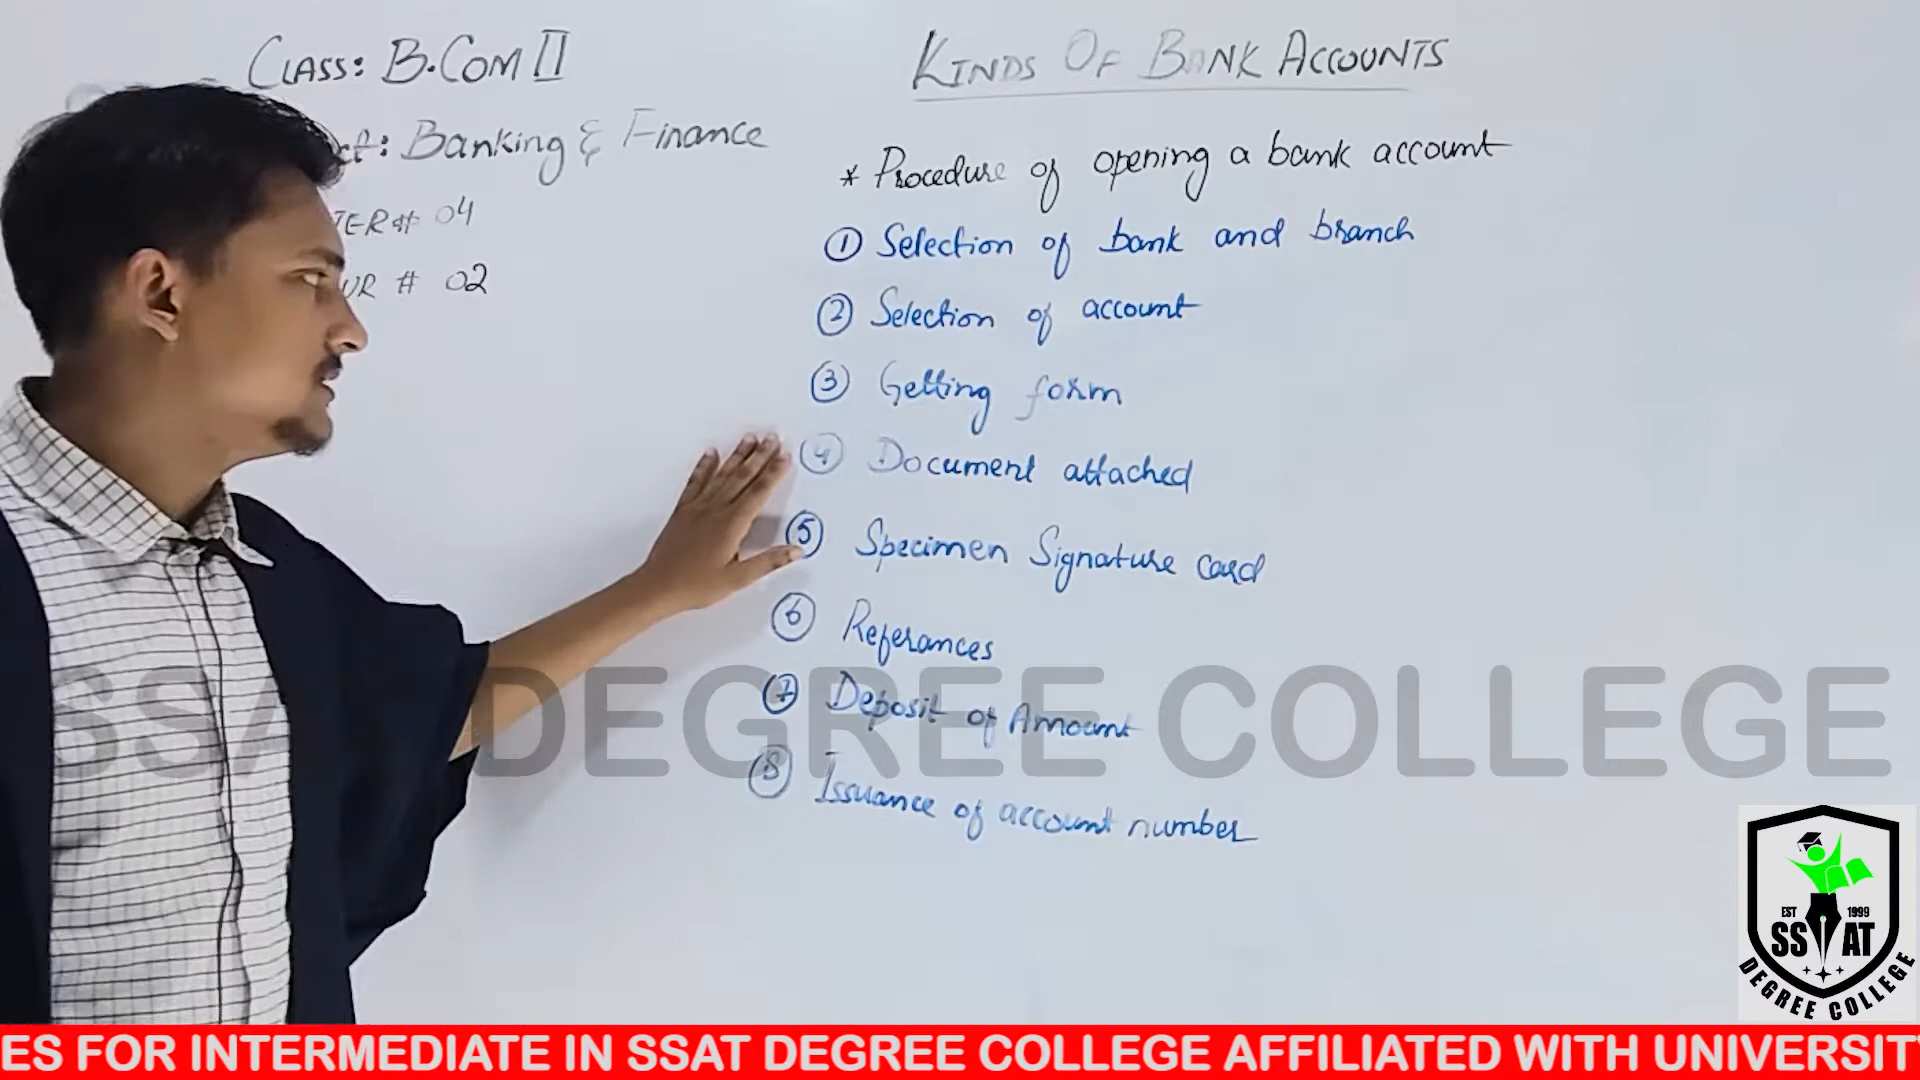 CLASS: B.COM II
Banking & Finance
# 04
# 02
KINDS OF BANK ACCOUNTS
* Procedure of opening a bank account
① Selection of bank and branch
② Selection of account
③ Getting form
④ Document attached
⑤ Specimen Signature card
⑥ Referances
⑦ Deposit of Amount
⑧ Issuance of account number
SSAT DEGREE COLLEGE
EST 1999
SSAT
DEGREE COLLEGE
ES FOR INTERMEDIATE IN SSAT DEGREE COLLEGE AFFILIATED WITH UNIVERSIT